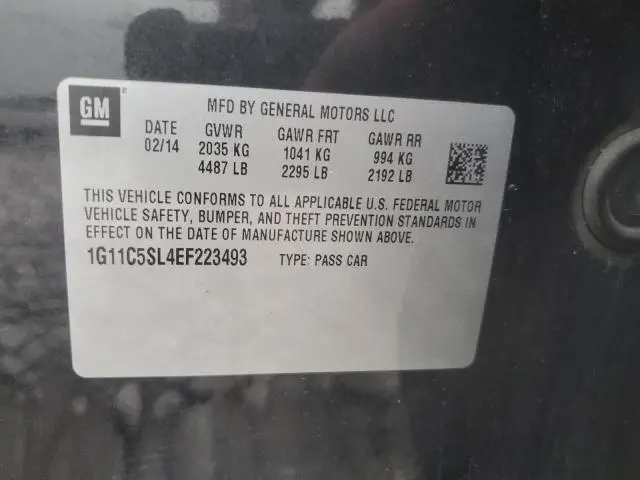 GM®
MFD BY GENERAL MOTORS LLC
DATE GVWR GAWR FRT GAWR RR
02/14 2035 KG 1041 KG 994 KG
4487 LB 2295 LB 2192 LB
THIS VEHICLE CONFORMS TO ALL APPLICABLE U.S. FEDERAL MOTOR
VEHICLE SAFETY, BUMPER, AND THEFT PREVENTION STANDARDS IN
EFFECT ON THE DATE OF MANUFACTURE SHOWN ABOVE.
1G11C5SL4EF223493 TYPE: PASS CAR